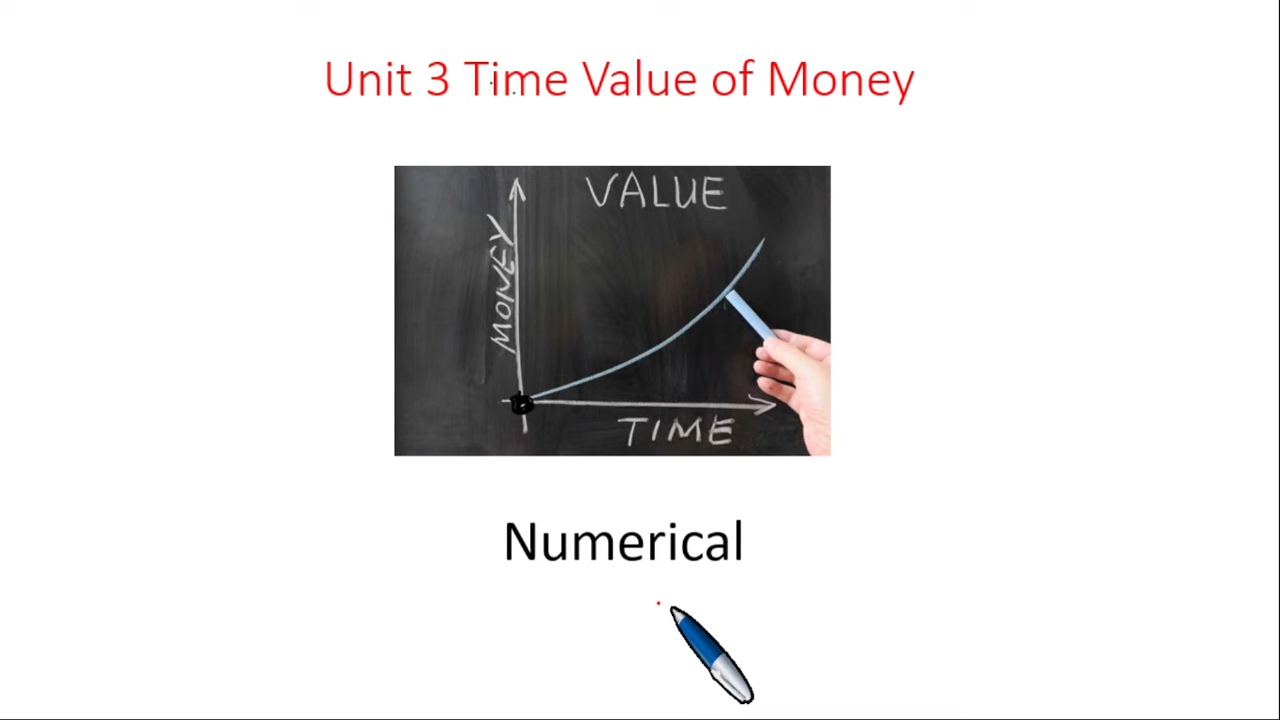 Unit 3 Time Value of Money
VALUE
MONEY
TIME
Numerical